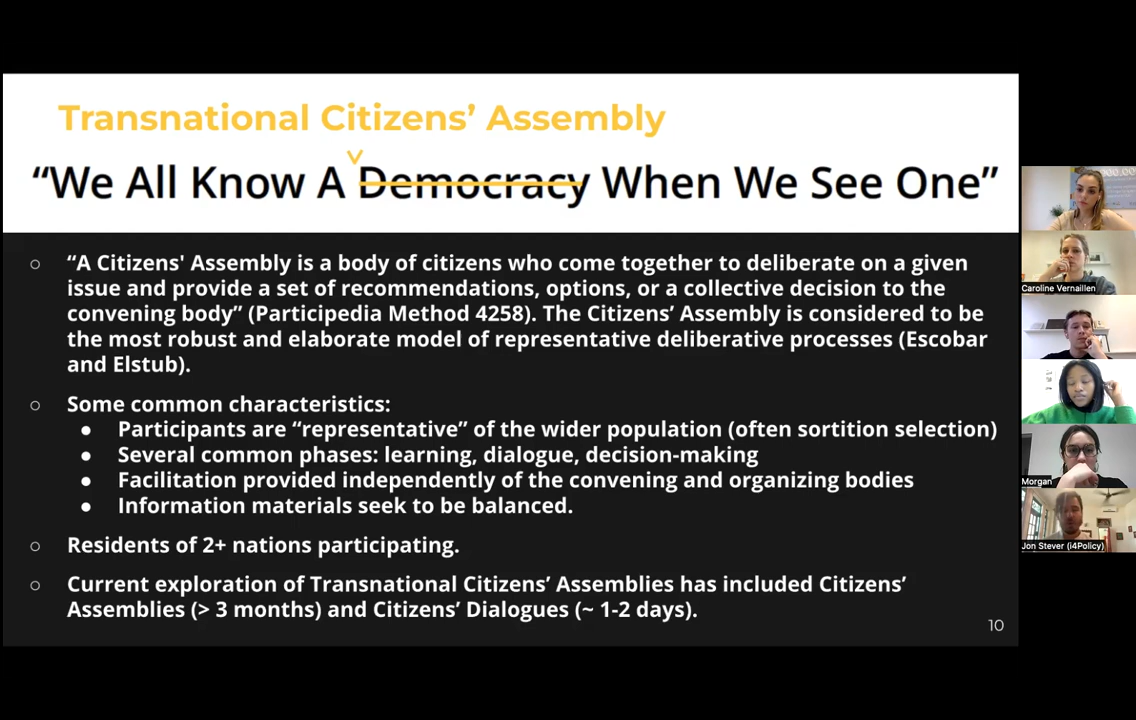 Transnational Citizens’ Assembly
“We All Know A Democracy When We See One”
“A Citizens' Assembly is a body of citizens who come together to deliberate on a given
issue and provide a set of recommendations, options, or a collective decision to the
convening body” (Participedia Method 4258). The Citizens’ Assembly is considered to be
the most robust and elaborate model of representative deliberative processes (Escobar
and Elstub).
Some common characteristics:
Participants are “representative” of the wider population (often sortition selection)
Several common phases: learning, dialogue, decision-making
Facilitation provided independently of the convening and organizing bodies
Information materials seek to be balanced.
Residents of 2+ nations participating.
Current exploration of Transnational Citizens’ Assemblies has included Citizens’
Assemblies (> 3 months) and Citizens’ Dialogues (~ 1-2 days).
10
Caroline Vernaillen
Morgan
Jon Stever (i4Policy)